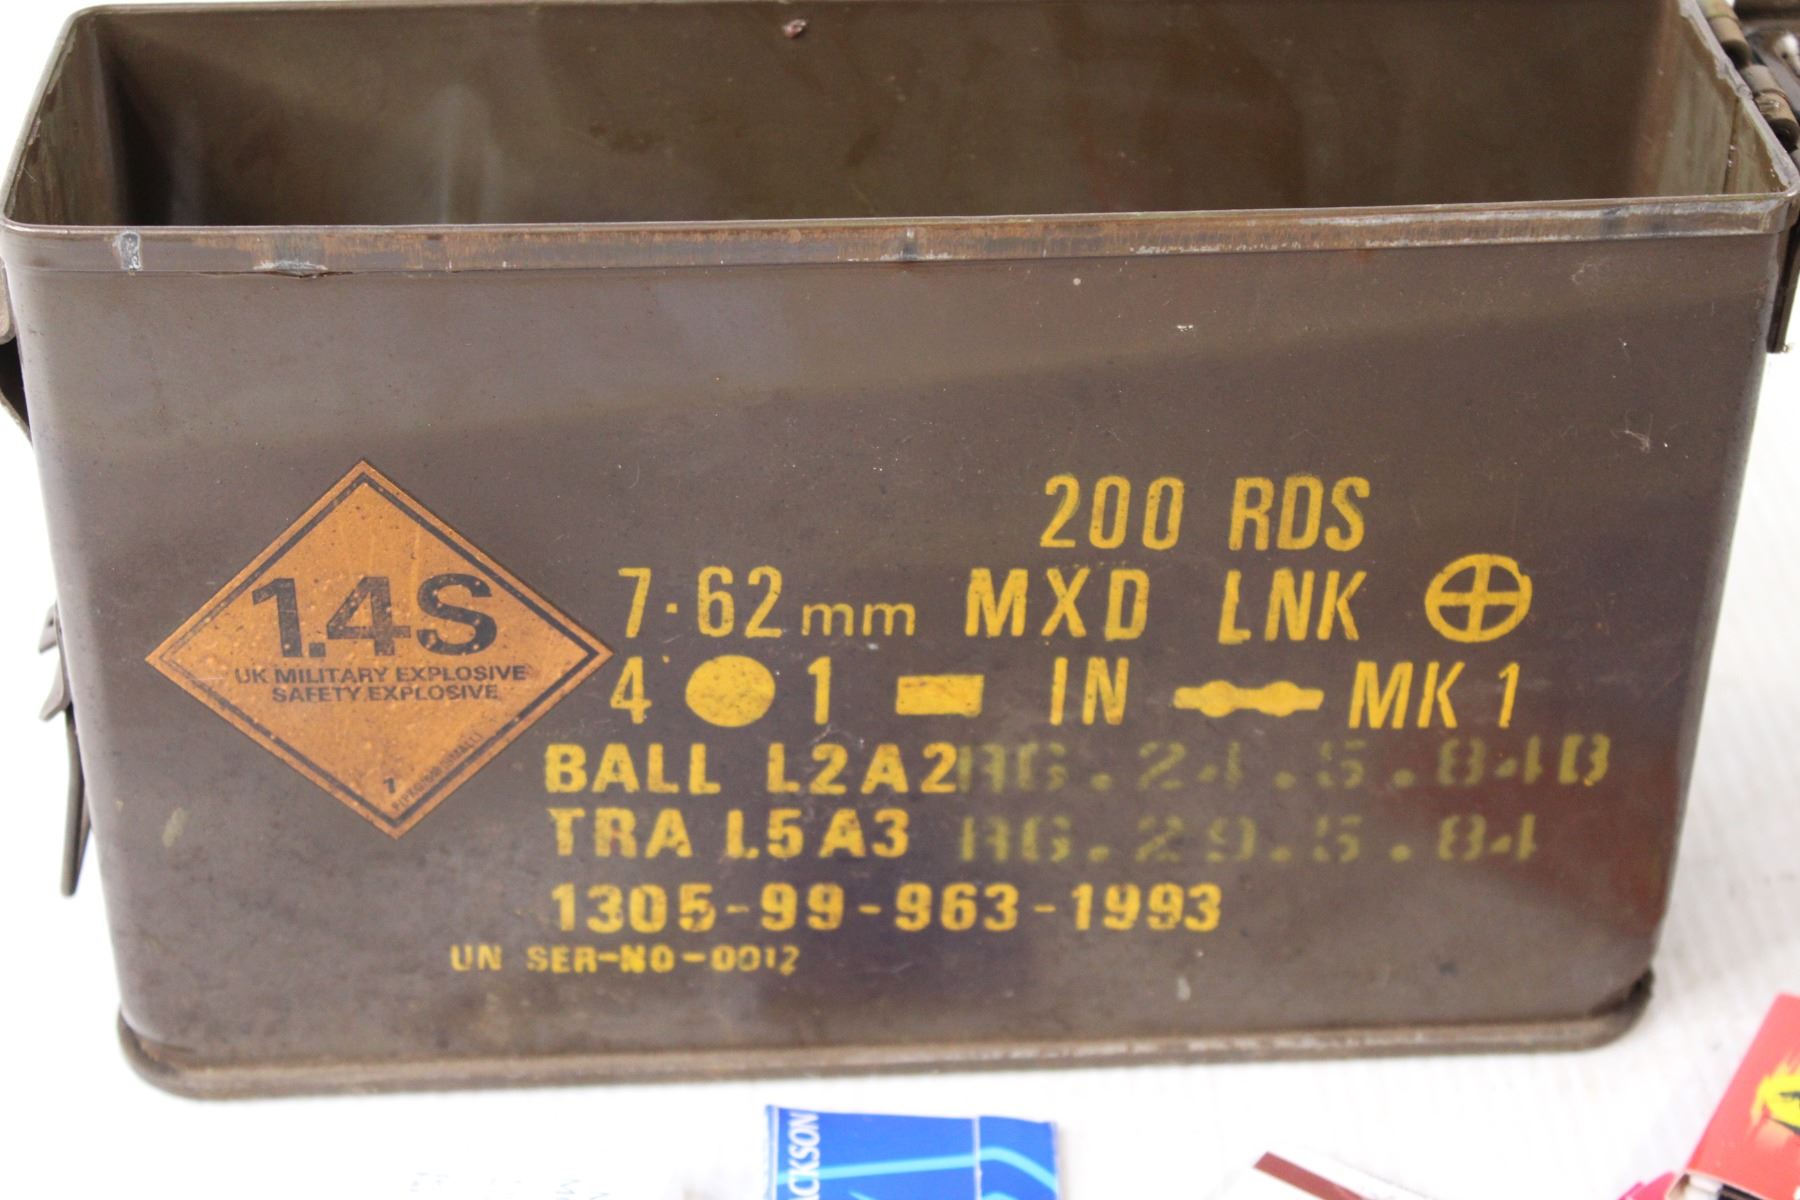 1.4S
UK MILITARY EXPLOSIVE
SAFETY EXPLOSIVE
1
200 RDS
7.62mm MXD LNK
4 1 IN MK 1
BALL L2A2 RG.24.5.84B
TRA L5A3 RG.29.5.84
1305-99-963-1993
UN SER-NO-0012
ACKSON